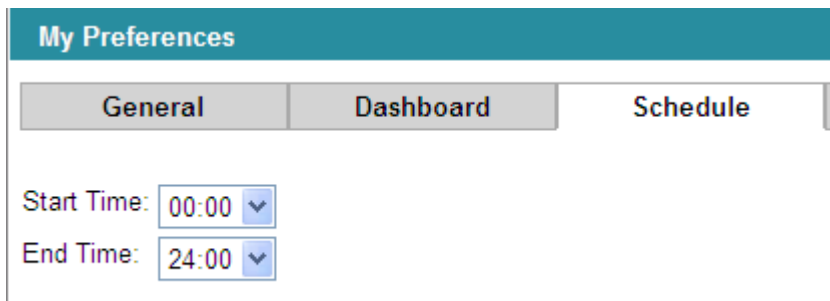 My Preferences
General Dashboard Schedule
Start Time: 00:00
End Time: 24:00